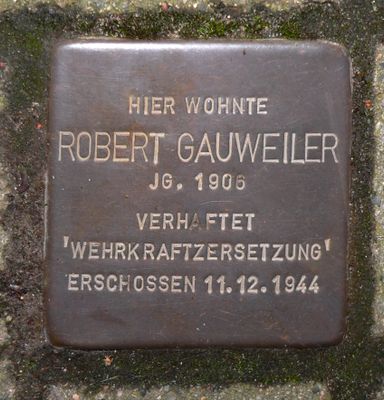 HIER WOHNTE
ROBERT GAUWEILER
JG. 1906
VERHAFTET
'WEHRKRAFTZERSETZUNG'
ERSCHOSSEN 11.12.1944